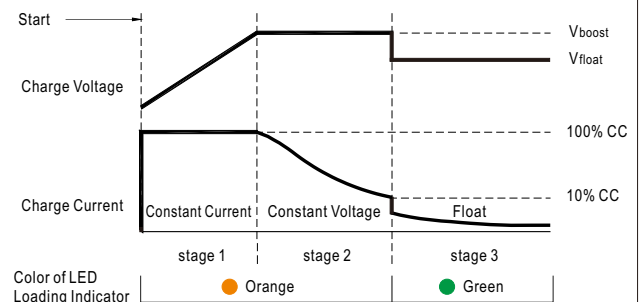 Start
Vboost
Vfloat
Charge Voltage
100% CC
10% CC
Charge Current
Constant Current
Constant Voltage
Float
stage 1
stage 2
stage 3
Color of LED
Loading Indicator
Orange
Green